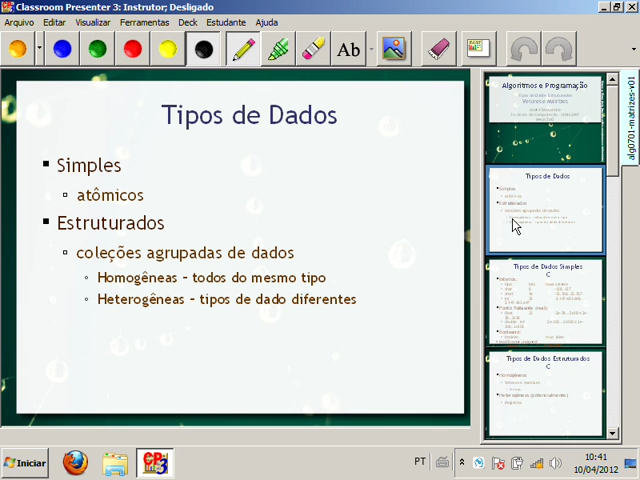 Classroom Presenter 3: Instrutor; Desligado
Arquivo Editar Visualizar Ferramentas Deck Estudante Ajuda
Ab
Tipos de Dados
Simples
atômicos
Estruturados
coleções agrupadas de dados
Homogêneas – todos do mesmo tipo
Heterogêneas – tipos de dado diferentes
Algoritmos e Programação
Tipos de Dados
Simples
Estruturados
Tipos de Dados Simples
C
Tipos de Dados Estruturados
C
alg0701-matrizes-v01
Iniciar
PT
10:41
10/04/2012